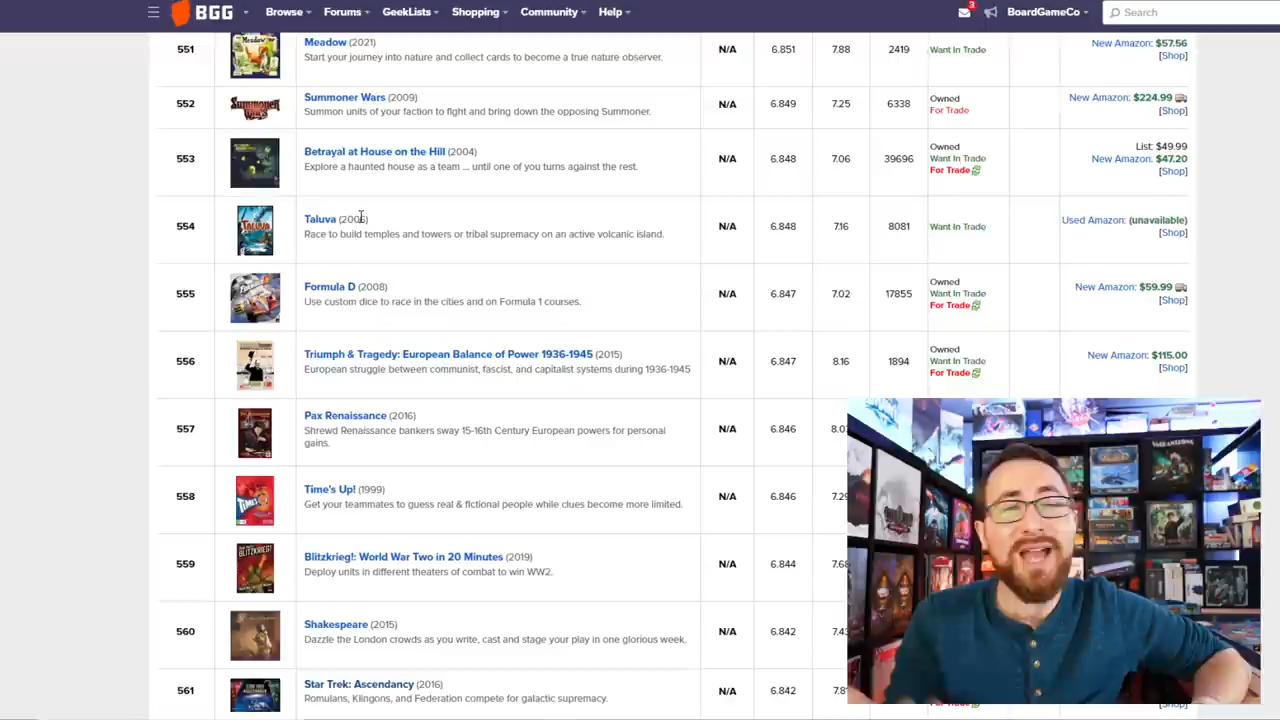 BGG
Browse
Forums
GeekLists
Shopping
Community
Help
3
BoardGameCo
Search
551
Meadow (2021)
Start your journey into nature and collect cards to become a true nature observer.
N/A
6.851
7.88
2419
Want In Trade
New Amazon: $57.56
[Shop]
552
Summoner Wars (2009)
Summon units of your faction to fight and bring down the opposing Summoner.
N/A
6.849
7.25
6338
Owned
For Trade
New Amazon: $224.99
[Shop]
553
Betrayal at House on the Hill (2004)
Explore a haunted house as a team ... until one of you turns against the rest.
N/A
6.848
7.06
39696
Owned
Want In Trade
For Trade
List: $49.99
New Amazon: $47.20
[Shop]
554
TALUVA
Taluva (2006)
Race to build temples and towers or tribal supremacy on an active volcanic island.
N/A
6.848
7.16
8081
Want In Trade
Used Amazon: (unavailable)
[Shop]
555
Formula D (2008)
Use custom dice to race in the cities and on Formula 1 courses.
N/A
6.847
7.02
17855
Owned
Want In Trade
For Trade
New Amazon: $59.99
[Shop]
556
Triumph & Tragedy: European Balance of Power 1936-1945 (2015)
European struggle between communist, fascist, and capitalist systems during 1936-1945
N/A
6.847
8.16
1894
Owned
Want In Trade
For Trade
New Amazon: $115.00
[Shop]
557
Pax Renaissance (2016)
Shrewd Renaissance bankers sway 15-16th Century European powers for personal
gains.
N/A
6.846
558
Time's Up! (1999)
Get your teammates to guess real & fictional people while clues become more limited.
N/A
6.846
559
BLITZKRIEG!
Blitzkrieg!: World War Two in 20 Minutes (2019)
Deploy units in different theaters of combat to win WW2.
N/A
6.844
560
Shakespeare (2015)
Dazzle the London crowds as you write, cast and stage your play in one glorious week.
N/A
6.842
561
Star Trek: Ascendancy (2016)
Romulans, Klingons, and Federation compete for galactic supremacy.
N/A
6.842